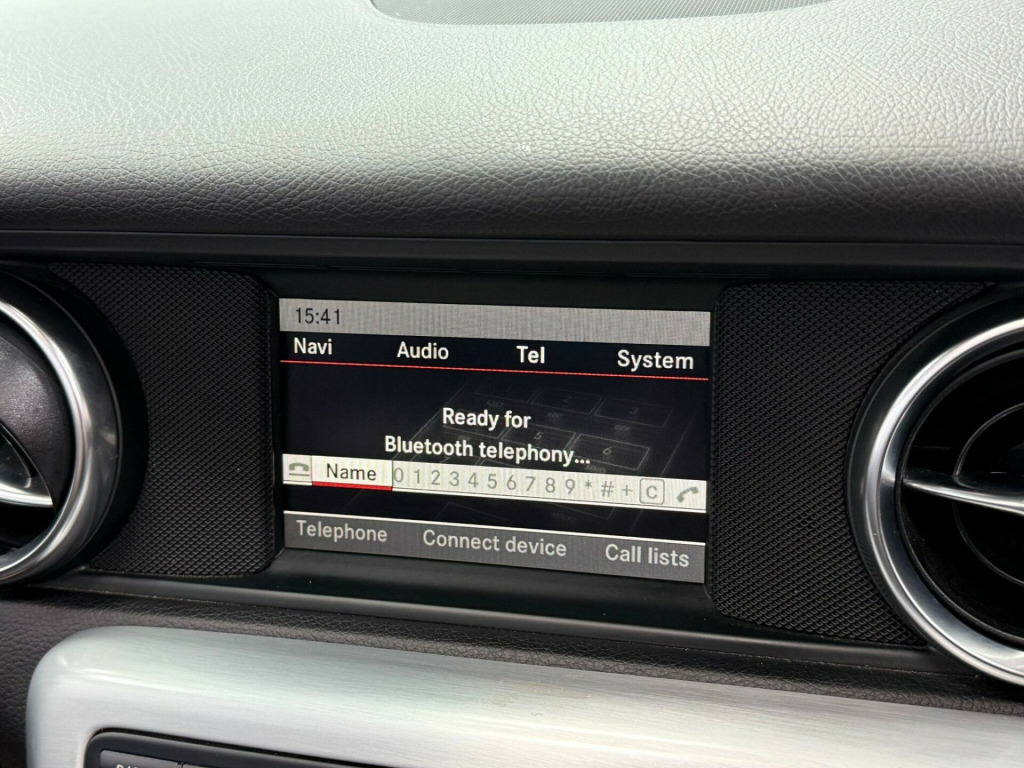 15:41
Navi Audio Tel System
Ready for
Bluetooth telephony...
Name 0 1 2 3 4 5 6 7 8 9 * # + C
Telephone Connect device Call lists